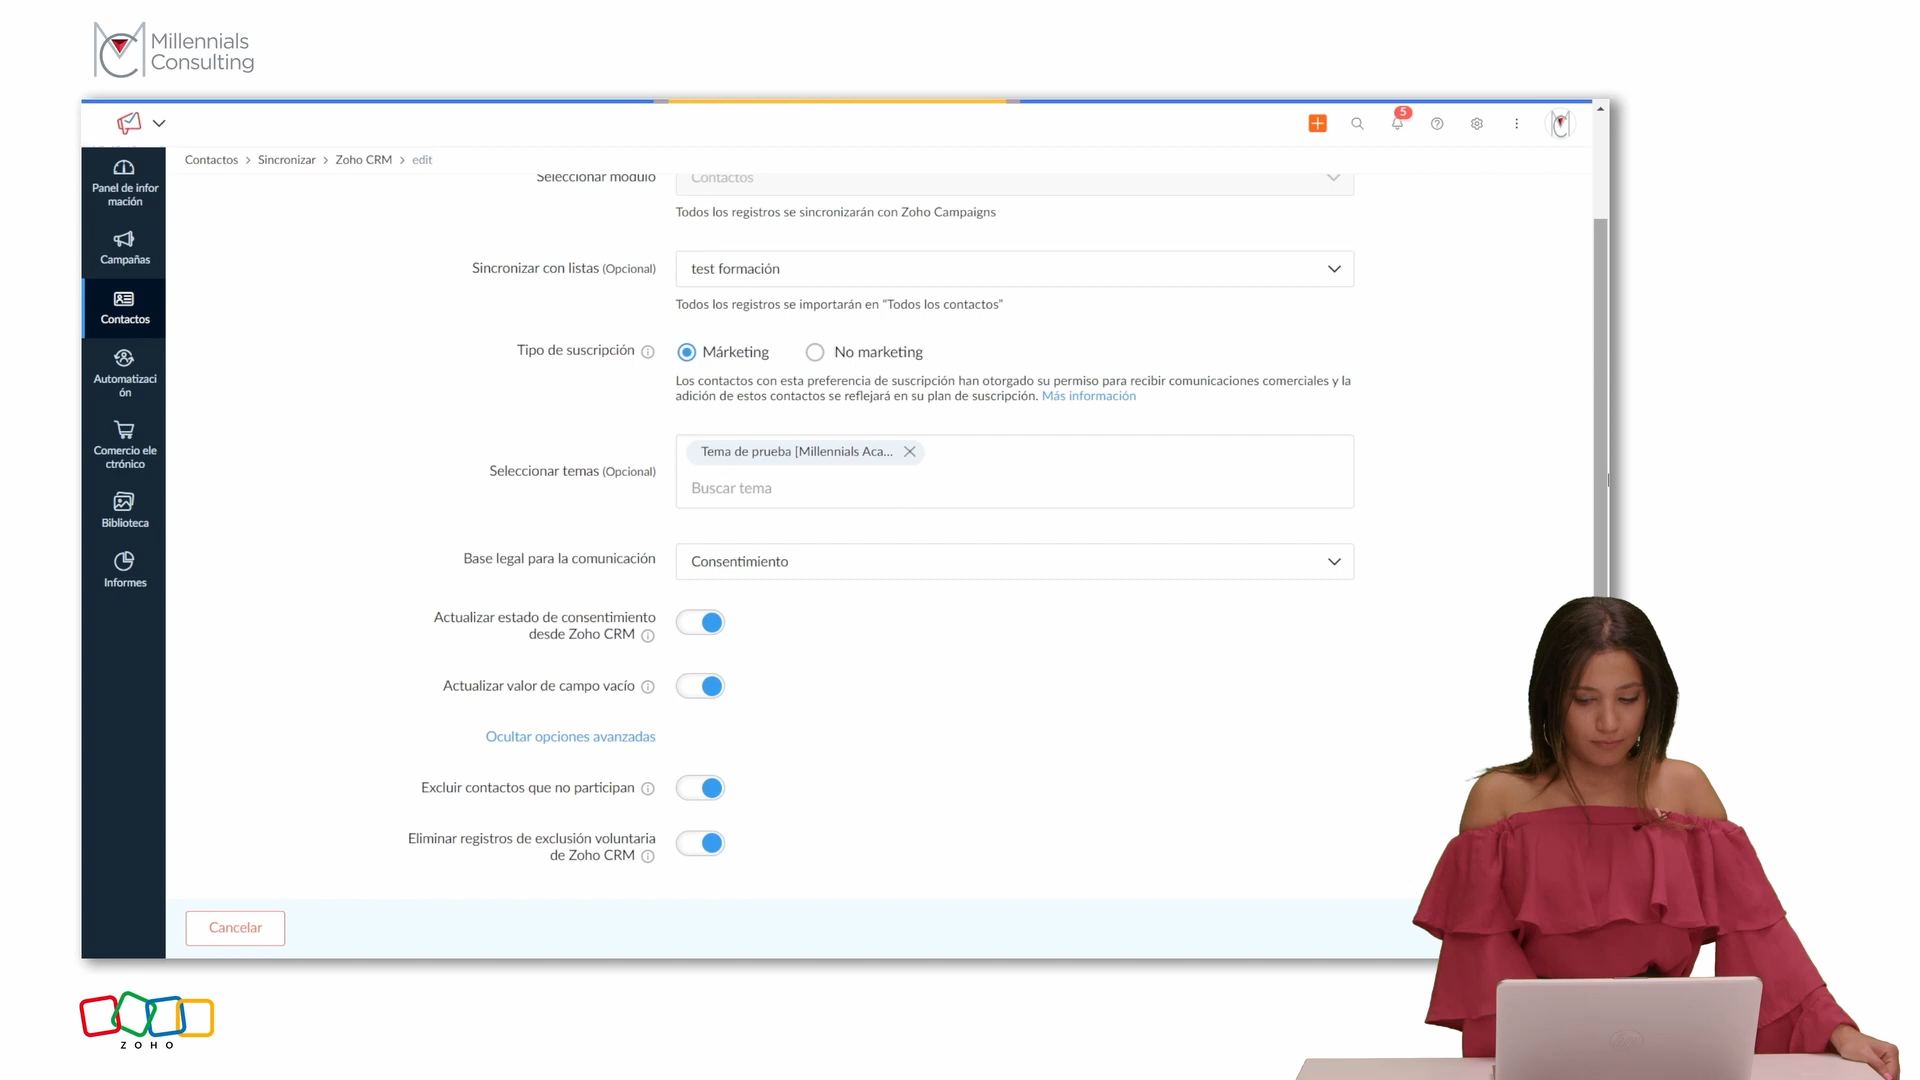 Millennials
Consulting
5
Contactos > Sincronizar > Zoho CRM > edit
Panel de infor
mación
Campañas
Contactos
Automatizaci
ón
Comercio ele
ctrónico
Biblioteca
Informes
Seleccionar módulo
Contactos
Todos los registros se sincronizarán con Zoho Campaigns
Sincronizar con listas (Opcional)
test formación
Todos los registros se importarán en “Todos los contactos”
Tipo de suscripción
Márketing
No marketing
Los contactos con esta preferencia de suscripción han otorgado su permiso para recibir comunicaciones comerciales y la
adición de estos contactos se reflejará en su plan de suscripción. Más información
Seleccionar temas (Opcional)
Tema de prueba [Millennials Aca...
Buscar tema
Base legal para la comunicación
Consentimiento
Actualizar estado de consentimiento
desde Zoho CRM
Actualizar valor de campo vacío
Ocultar opciones avanzadas
Excluir contactos que no participan
Eliminar registros de exclusión voluntaria
de Zoho CRM
Cancelar
ZOHO